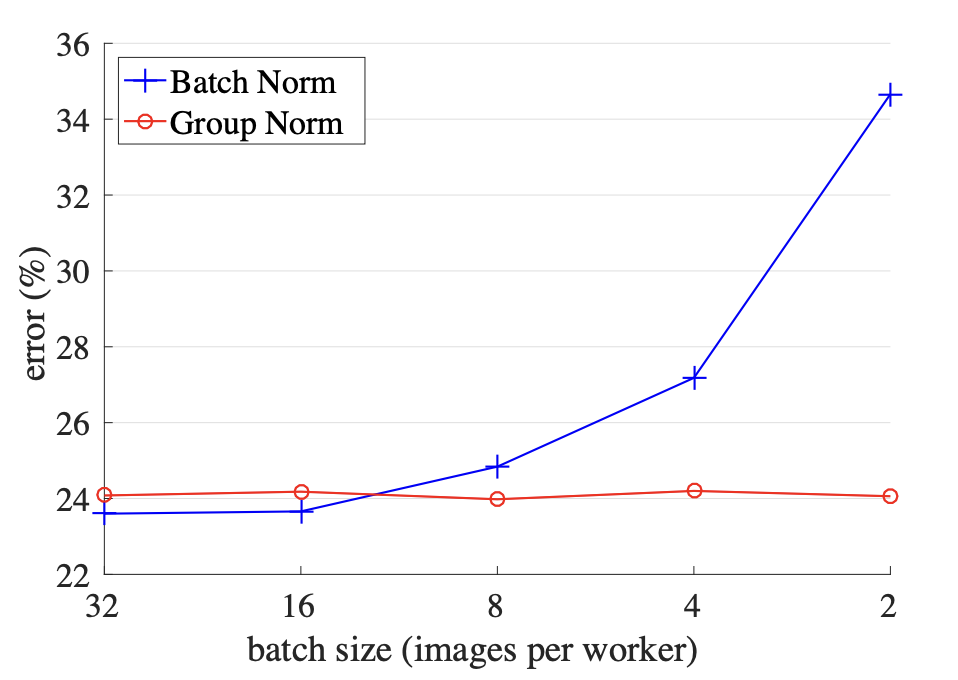 36
34
32
30
28
26
24
22
error (%)
Batch Norm
Group Norm
32 16 8 4 2
batch size (images per worker)